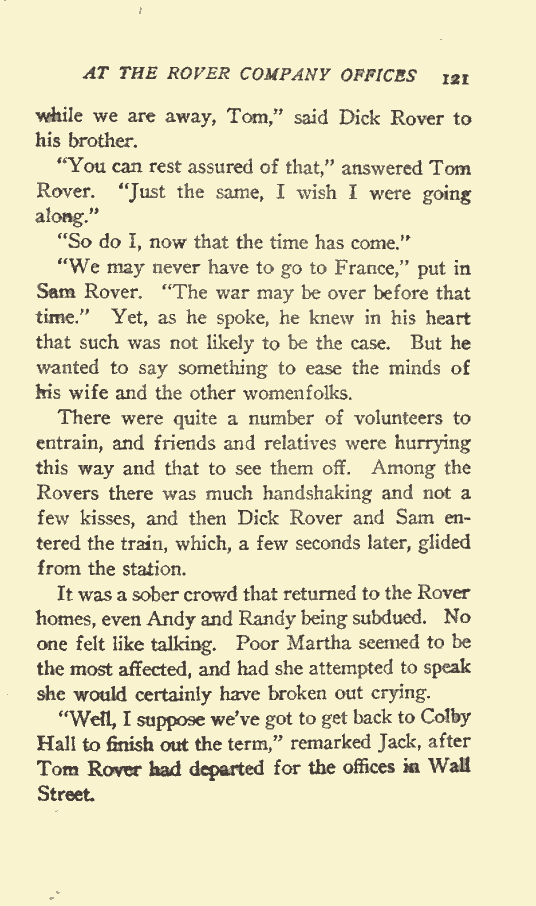 AT THE ROVER COMPANY OFFICES 121
while we are away, Tom,” said Dick Rover to
his brother.
“You can rest assured of that,” answered Tom
Rover. “Just the same, I wish I were going
along.”
“So do I, now that the time has come.”
“We may never have to go to France,” put in
Sam Rover. “The war may be over before that
time.” Yet, as he spoke, he knew in his heart
that such was not likely to be the case. But he
wanted to say something to ease the minds of
his wife and the other womenfolks.
There were quite a number of volunteers to
entrain, and friends and relatives were hurrying
this way and that to see them off. Among the
Rovers there was much handshaking and not a
few kisses, and then Dick Rover and Sam en-
tered the train, which, a few seconds later, glided
from the station.
It was a sober crowd that returned to the Rover
homes, even Andy and Randy being subdued. No
one felt like talking. Poor Martha seemed to be
the most affected, and had she attempted to speak
she would certainly have broken out crying.
“Well, I suppose we’ve got to get back to Colby
Hall to finish out the term,” remarked Jack, after
Tom Rover had departed for the offices in Wall
Street.